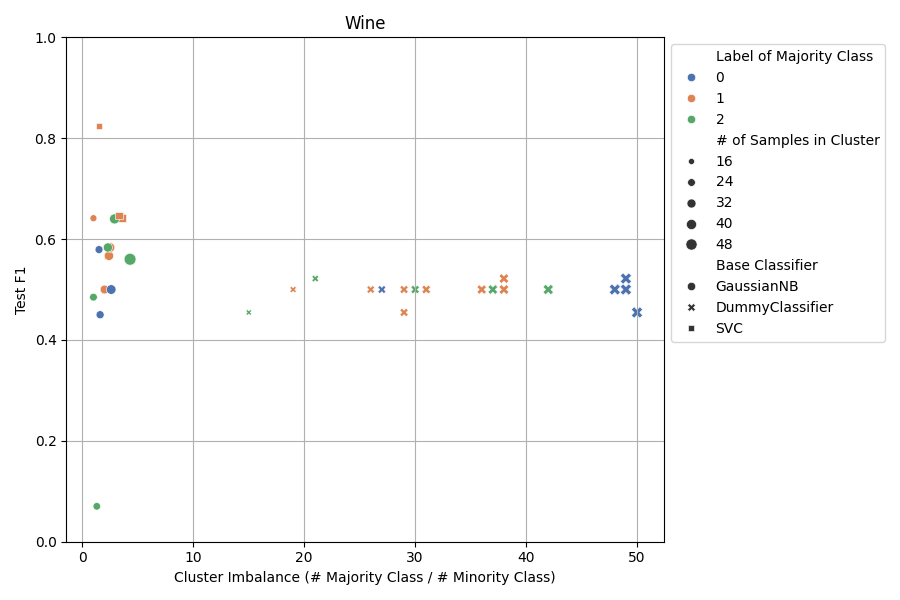 Wine
Test F1
1.0
0.8
0.6
0.4
0.2
0.0
0 10 20 30 40 50
Cluster Imbalance (# Majority Class / # Minority Class)
Label of Majority Class
0
1
2
# of Samples in Cluster
16
24
32
40
48
Base Classifier
GaussianNB
DummyClassifier
SVC